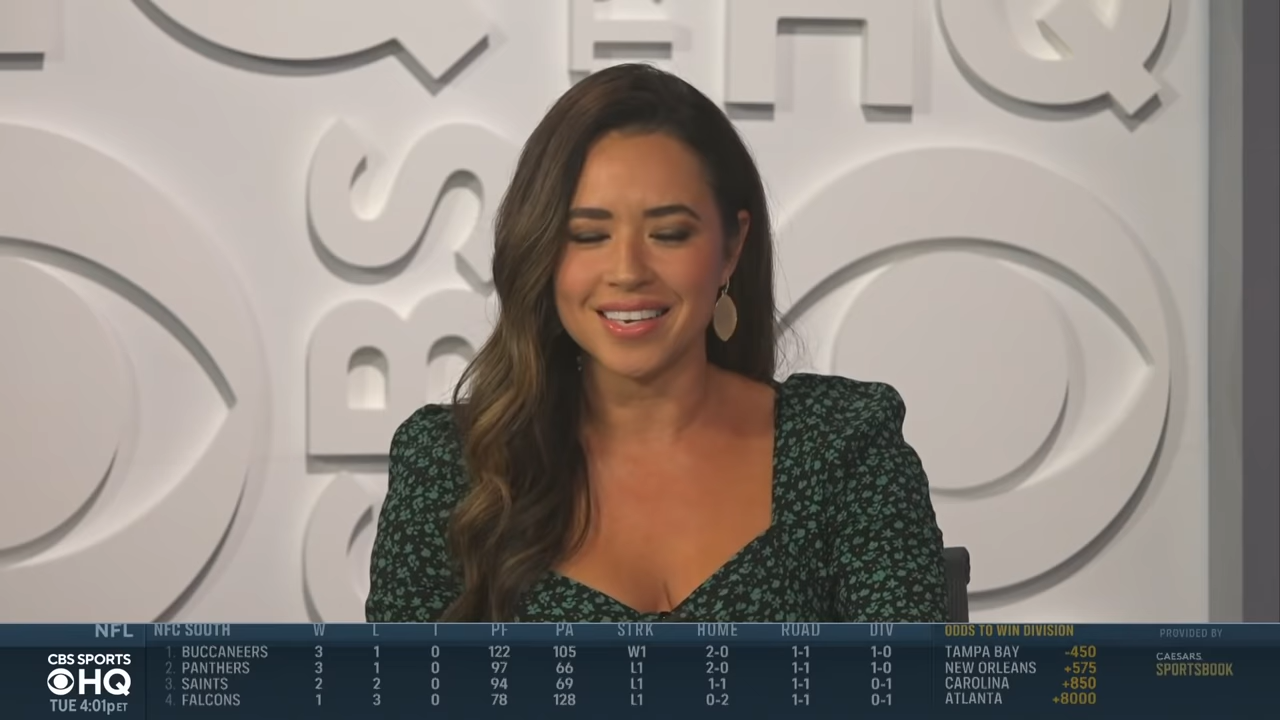 HQ
CBS
NFL
NFC SOUTH W L T PF PA STRK HOME ROAD DIV
1. BUCCANEERS 3 1 0 122 105 W1 2-0 1-1 1-0
2. PANTHERS 3 1 0 97 66 L1 2-0 1-1 1-0
3. SAINTS 2 2 0 94 69 L1 1-1 1-1 0-1
4. FALCONS 1 3 0 78 128 L1 0-2 1-1 0-1
ODDS TO WIN DIVISION
TAMPA BAY -450
NEW ORLEANS +575
CAROLINA +850
ATLANTA +8000
PROVIDED BY
CAESARS
SPORTSBOOK
CBS SPORTS
HQ
TUE 4:01PET